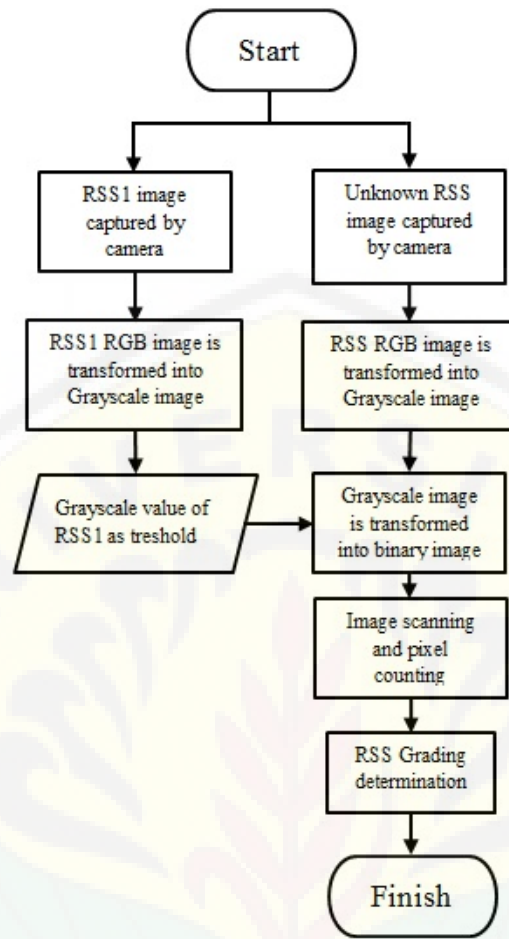 Start
RSS1 image
captured by
camera
Unknown RSS
image captured
by camera
RSS1 RGB image is
transformed into
Grayscale image
RSS RGB image is
transformed into
Grayscale image
Grayscale value of
RSS1 as treshold
Grayscale image
is transformed
into binary image
Image scanning
and pixel
counting
RSS Grading
determination
Finish